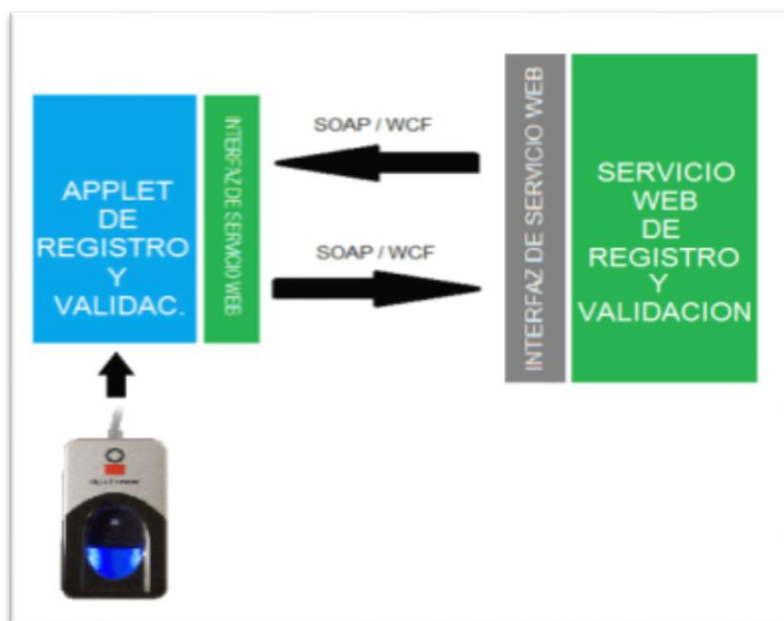 APPLET
DE
REGISTRO
Y
VALIDAC.
INTERFAZ DE SERVICIO WEB
SOAP / WCF
SOAP / WCF
INTERFAZ DE SERVICIO WEB
SERVICIO
WEB
DE
REGISTRO
Y
VALIDACION